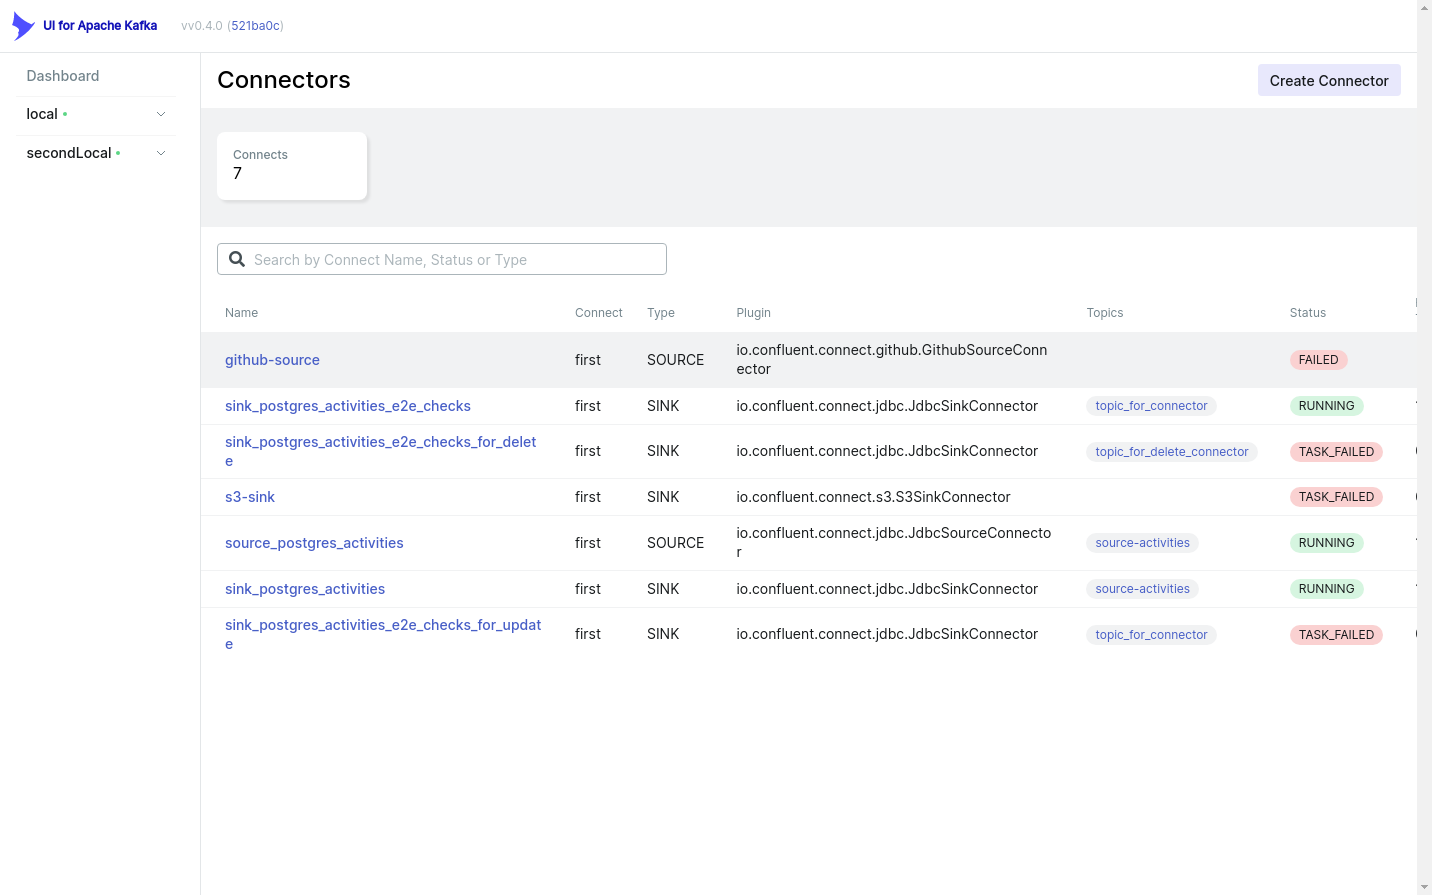 UI for Apache Kafka vv0.4.0 (521ba0c)
Dashboard
local
secondLocal
Connectors
Create Connector
Connects
7
Search by Connect Name, Status or Type
Name Connect Type Plugin Topics Status
github-source first SOURCE io.confluent.connect.github.GithubSourceConn
ector FAILED
sink_postgres_activities_e2e_checks first SINK io.confluent.connect.jdbc.JdbcSinkConnector topic_for_connector RUNNING
sink_postgres_activities_e2e_checks_for_delet
e first SINK io.confluent.connect.jdbc.JdbcSinkConnector topic_for_delete_connector TASK_FAILED
s3-sink first SINK io.confluent.connect.s3.S3SinkConnector TASK_FAILED
source_postgres_activities first SOURCE io.confluent.connect.jdbc.JdbcSourceConnecto
r source-activities RUNNING
sink_postgres_activities first SINK io.confluent.connect.jdbc.JdbcSinkConnector source-activities RUNNING
sink_postgres_activities_e2e_checks_for_updat
e first SINK io.confluent.connect.jdbc.JdbcSinkConnector topic_for_connector TASK_FAILED